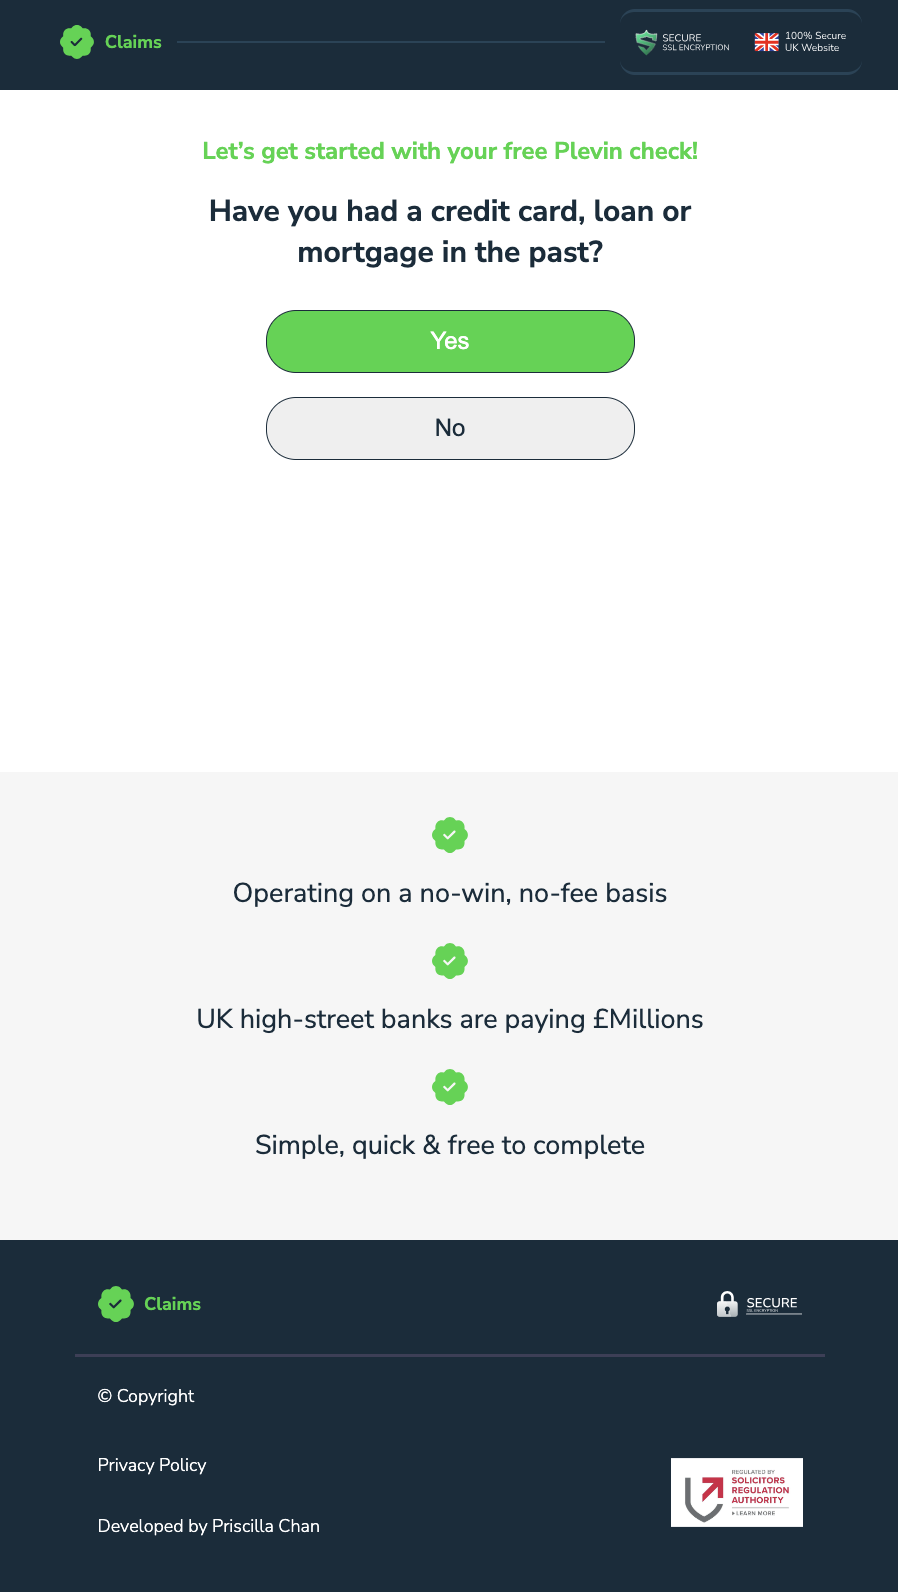 Claims
SECURE
SSL ENCRYPTION
100% Secure
UK Website
Let's get started with your free Plevin check!
Have you had a credit card, loan or
mortgage in the past?
Yes
No
Operating on a no-win, no-fee basis
UK high-street banks are paying £Millions
Simple, quick & free to complete
Claims
SECURE
SSL ENCRYPTION
© Copyright
Privacy Policy
REGULATED BY
SOLICITORS
REGULATION
AUTHORITY
LEARN MORE
Developed by Priscilla Chan